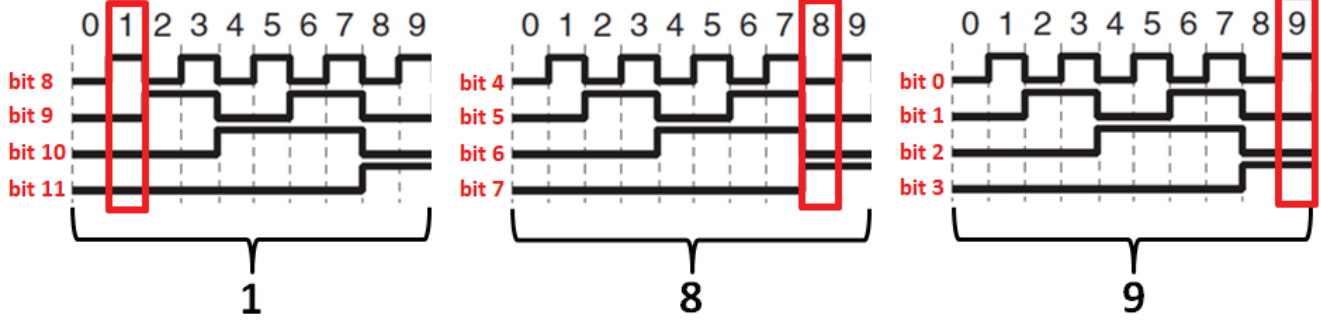 0 1 2 3 4 5 6 7 8 9
bit 8
bit 9
bit 10
bit 11
1
0 1 2 3 4 5 6 7 8 9
bit 4
bit 5
bit 6
bit 7
8
0 1 2 3 4 5 6 7 8 9
bit 0
bit 1
bit 2
bit 3
9